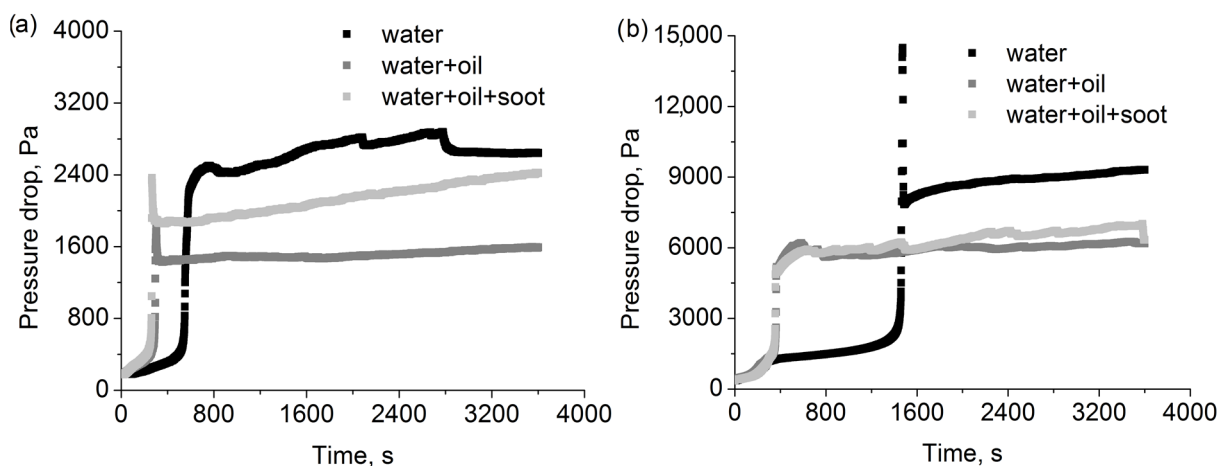 (a)
4000
3200
2400
1600
800
0
Pressure drop, Pa
water
water+oil
water+oil+soot
0 800 1600 2400 3200 4000
Time, s
(b)
15,000
12,000
9000
6000
3000
0
Pressure drop, Pa
water
water+oil
water+oil+soot
0 800 1600 2400 3200 4000
Time, s